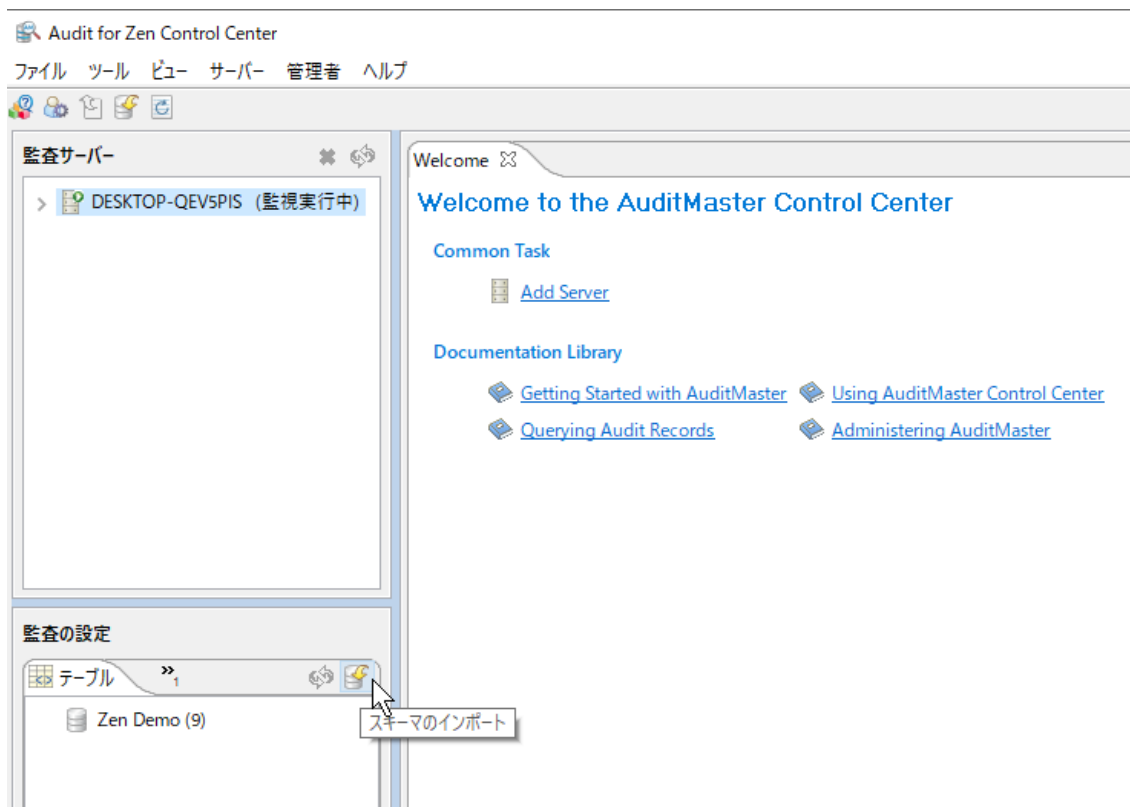 Audit for Zen Control Center
ファイル ツール ビュー サーバー 管理者 ヘルプ
監査サーバー
DESKTOP-QEV5PIS (監視実行中)
Welcome
Welcome to the AuditMaster Control Center
Common Task
Add Server
Documentation Library
Getting Started with AuditMaster Using AuditMaster Control Center
Querying Audit Records Administering AuditMaster
監査の設定
テーブル »1
Zen Demo (9)
スキーマのインポート